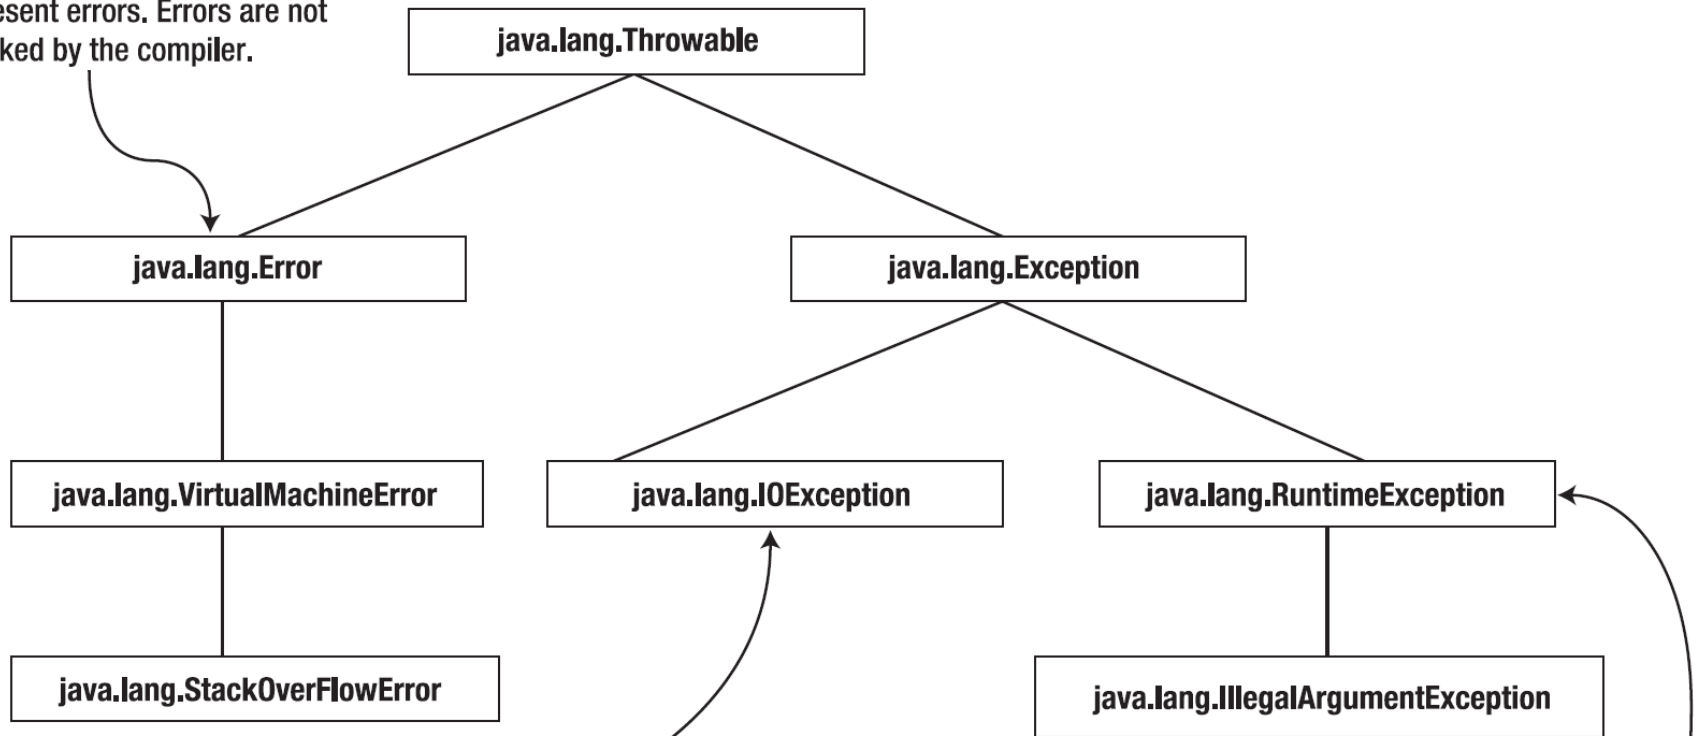 esent errors. Errors are not
ked by the compiler.
java.lang.Throwable
java.lang.Error
java.lang.Exception
java.lang.VirtualMachineError
java.lang.IOException
java.lang.RuntimeException
java.lang.StackOverFlowError
java.lang.IllegalArgumentException